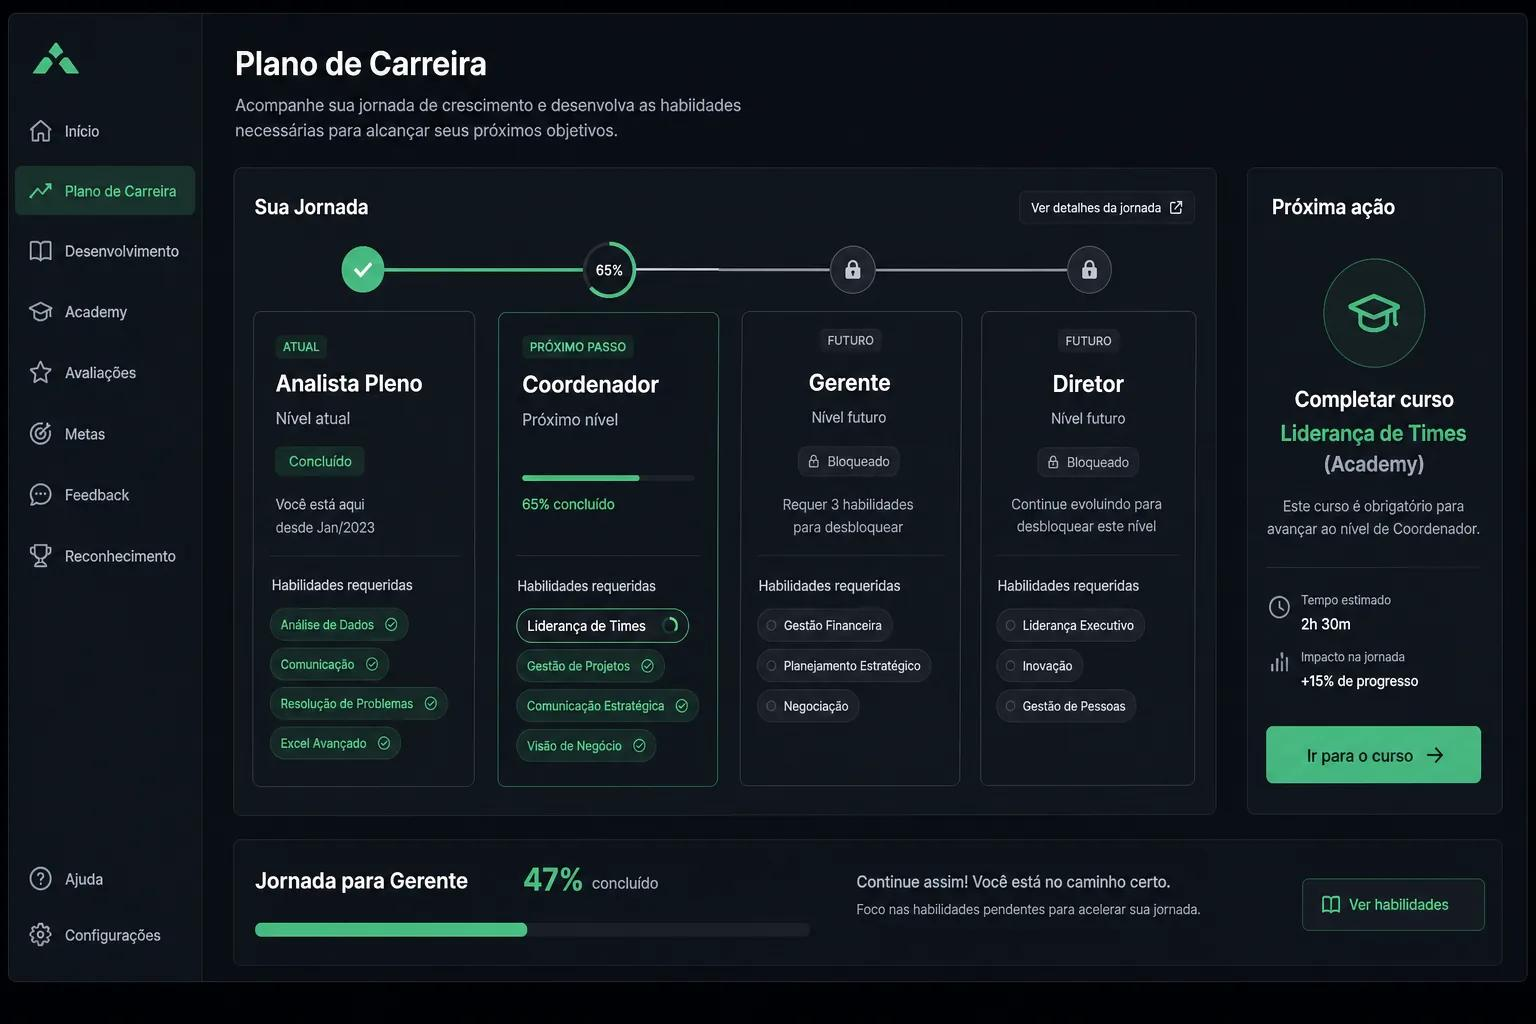 Início
Plano de Carreira
Desenvolvimento
Academy
Avaliações
Metas
Feedback
Reconhecimento
Ajuda
Configurações
Plano de Carreira
Acompanhe sua jornada de crescimento e desenvolva as habiidades
necessárias para alcançar seus próximos objetivos.
Sua Jornada
Ver detalhes da jornada
65%
ATUAL
Analista Pleno
Nível atual
Concluído
Você está aqui
desde Jan/2023
Habilidades requeridas
Análise de Dados
Comunicação
Resolução de Problemas
Excel Avançado
PRÓXIMO PASSO
Coordenador
Próximo nível
65% concluído
Habilidades requeridas
Liderança de Times
Gestão de Projetos
Comunicação Estratégica
Visão de Negócio
FUTURO
Gerente
Nível futuro
Bloqueado
Requer 3 habilidades
para desbloquear
Habilidades requeridas
Gestão Financeira
Planejamento Estratégico
Negociação
FUTURO
Diretor
Nível futuro
Bloqueado
Continue evoluindo para
desbloquear este nível
Habilidades requeridas
Liderança Executivo
Inovação
Gestão de Pessoas
Próxima ação
Completar curso
Liderança de Times
(Academy)
Este curso é obrigatório para
avançar ao nível de Coordenador.
Tempo estimado
2h 30m
Impacto na jornada
+15% de progresso
Ir para o curso
Jornada para Gerente
47% concluído
Continue assim! Você está no caminho certo.
Foco nas habilidades pendentes para acelerar sua jornada.
Ver habilidades